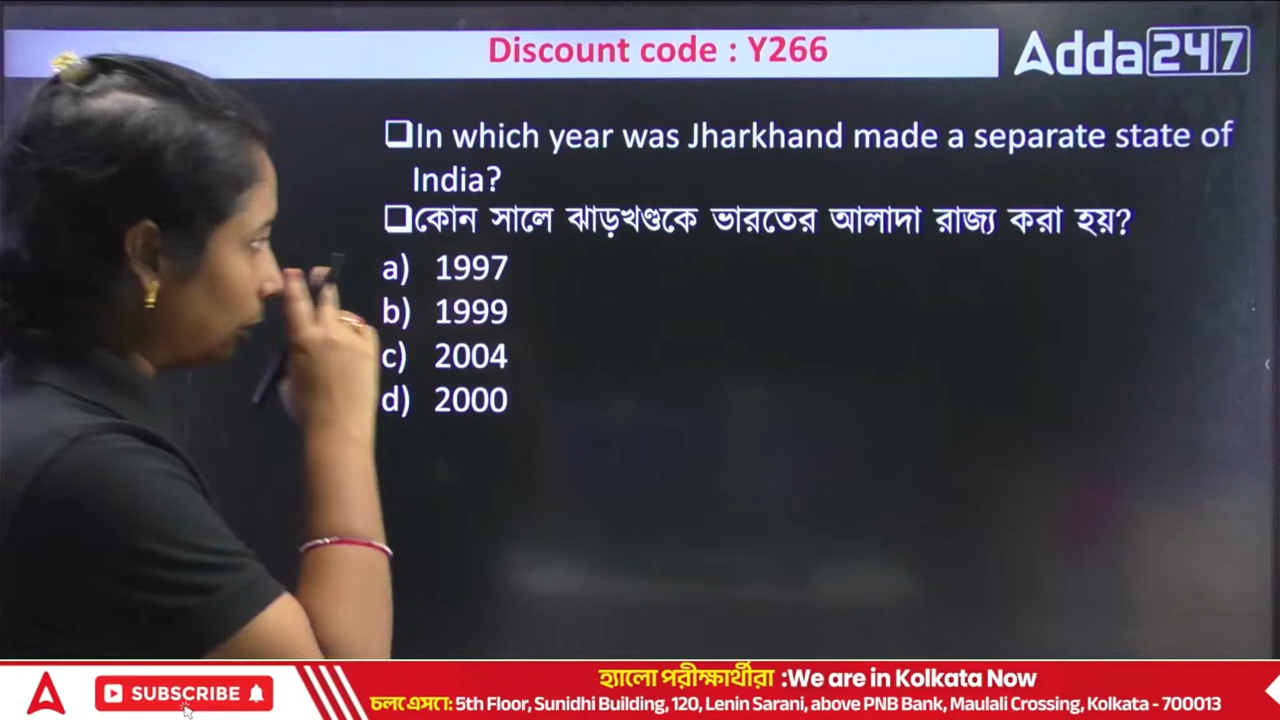 Discount code : Y266
Adda247
❑In which year was Jharkhand made a separate state of
India?
❑কোন সালে ঝাড়খণ্ডকে ভারতের আলাদা রাজ্য করা হয়?
a) 1997
b) 1999
c) 2004
d) 2000
SUBSCRIBE
হ্যালো পরীক্ষার্থীরা :We are in Kolkata Now
চলে এসো: 5th Floor, Sunidhi Building, 120, Lenin Sarani, above PNB Bank, Maulali Crossing, Kolkata - 700013